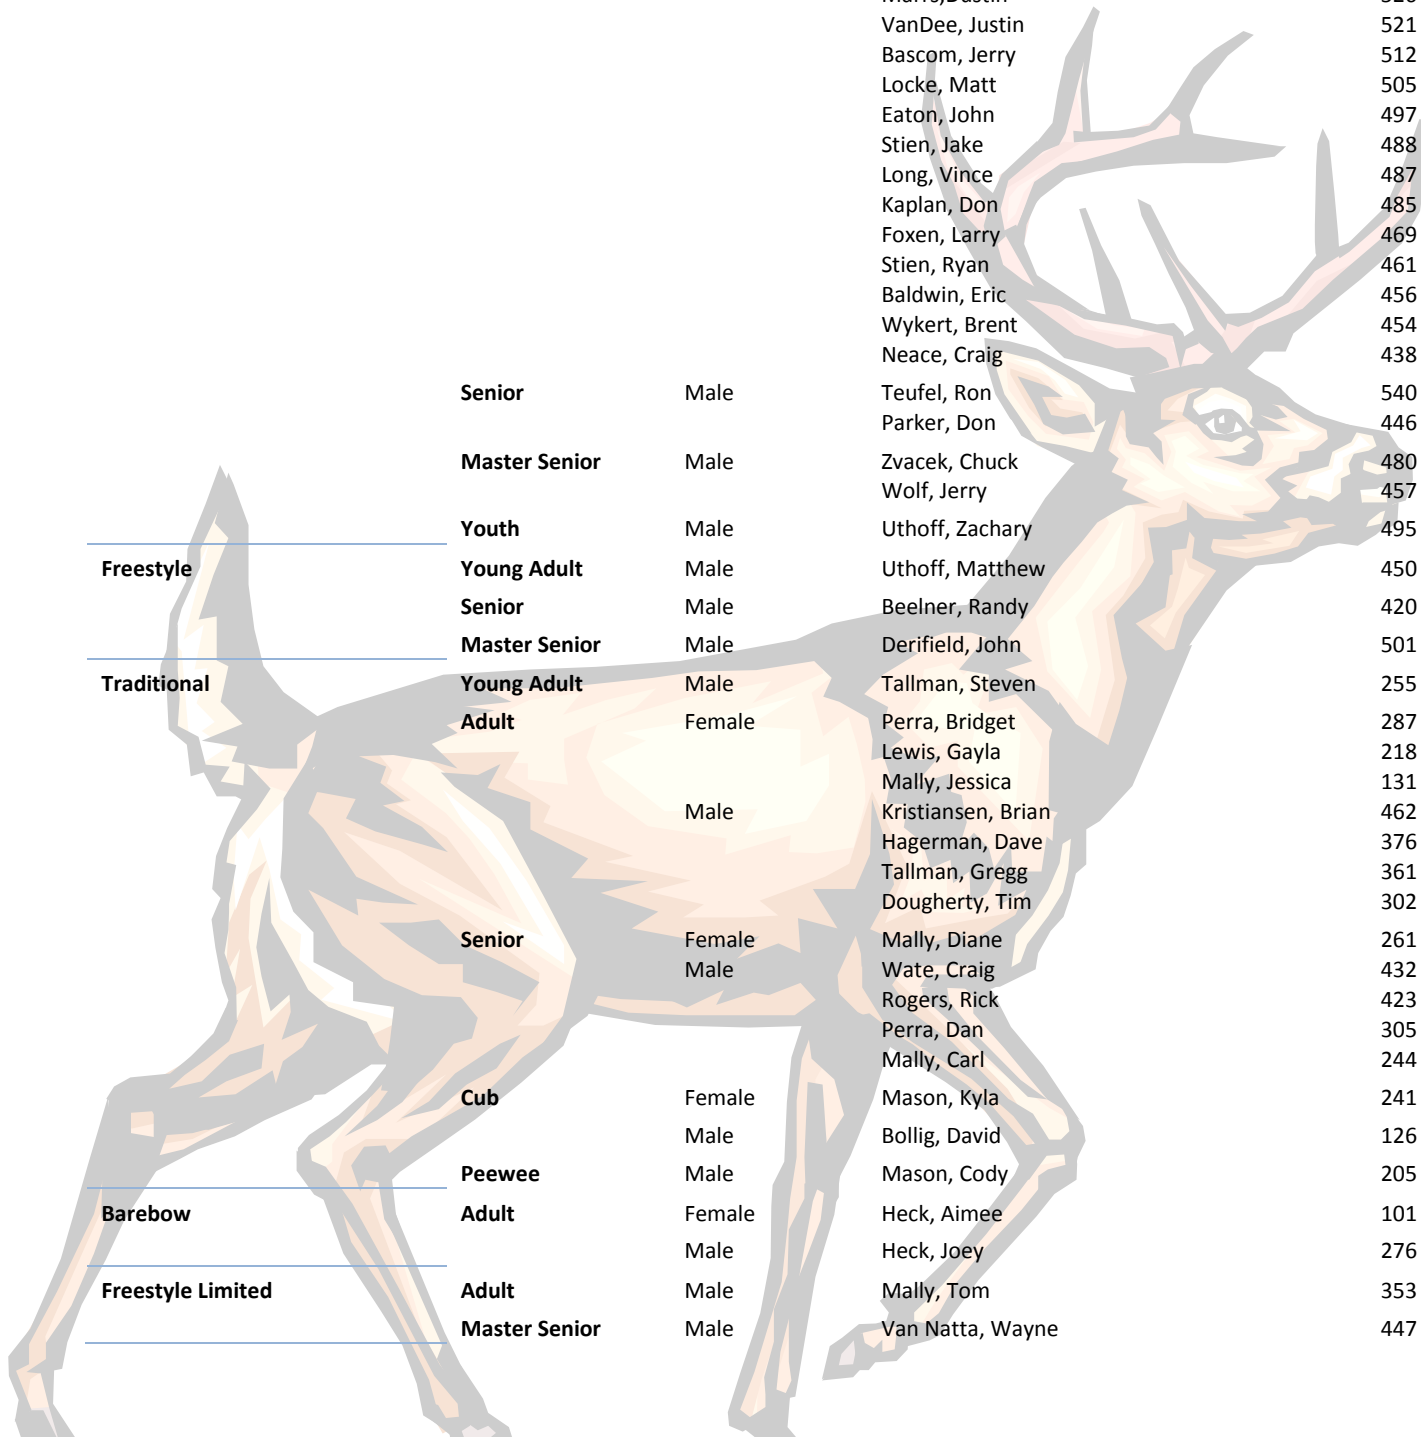 VanDee, Justin 521
Bascom, Jerry 512
Locke, Matt 505
Eaton, John 497
Stien, Jake 488
Long, Vince 487
Kaplan, Don 485
Foxen, Larry 469
Stien, Ryan 461
Baldwin, Eric 456
Wykert, Brent 454
Neace, Craig 438
Senior Male Teufel, Ron 540
Parker, Don 446
Master Senior Male Zvacek, Chuck 480
Wolf, Jerry 457
Youth Male Uthoff, Zachary 495
Freestyle Young Adult Male Uthoff, Matthew 450
Senior Male Beelner, Randy 420
Master Senior Male Derifield, John 501
Traditional Young Adult Male Tallman, Steven 255
Adult Female Perra, Bridget 287
Lewis, Gayla 218
Mally, Jessica 131
Male Kristiansen, Brian 462
Hagerman, Dave 376
Tallman, Gregg 361
Dougherty, Tim 302
Senior Female Mally, Diane 261
Male Wate, Craig 432
Rogers, Rick 423
Perra, Dan 305
Mally, Carl 244
Cub Female Mason, Kyla 241
Male Bollig, David 126
Peewee Male Mason, Cody 205
Barebow Adult Female Heck, Aimee 101
Male Heck, Joey 276
Freestyle Limited Adult Male Mally, Tom 353
Master Senior Male Van Natta, Wayne 447